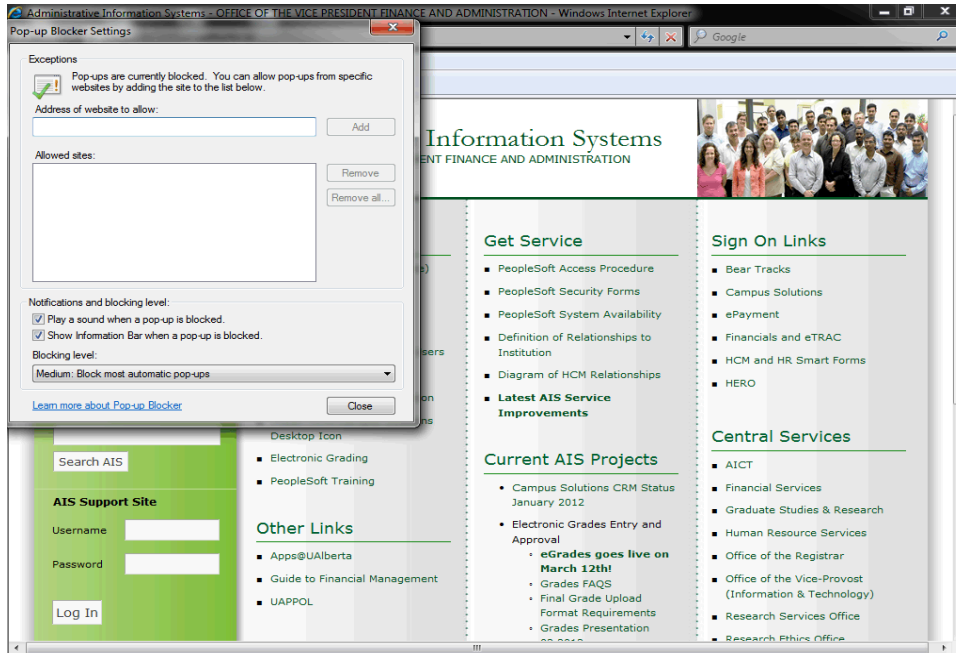 Administrative Information Systems - OFFICE OF THE VICE PRESIDENT FINANCE AND ADMINISTRATION - Windows Internet Explorer
Pop-up Blocker Settings
Google
Exceptions
Pop-ups are currently blocked. You can allow pop-ups from specific
websites by adding the site to the list below.
Address of website to allow:
Add
Allowed sites:
Remove
Remove all...
Notifications and blocking level:
Play a sound when a pop-up is blocked.
Show Information Bar when a pop-up is blocked.
Blocking level:
Medium: Block most automatic pop-ups
Learn more about Pop-up Blocker
Close
Information Systems
FINANCE AND ADMINISTRATION
Search AIS
AIS Support Site
Username
Password
Log In
Desktop Icon
Electronic Grading
PeopleSoft Training
Other Links
Apps@UAlberta
Guide to Financial Management
UAPPOL
Get Service
PeopleSoft Access Procedure
PeopleSoft Security Forms
PeopleSoft System Availability
Definition of Relationships to
Institution
Diagram of HCM Relationships
Latest AIS Service
Improvements
Current AIS Projects
Campus Solutions CRM Status
January 2012
Electronic Grades Entry and
Approval
eGrades goes live on
March 12th!
Grades FAQS
Final Grade Upload
Format Requirements
Grades Presentation
Sign On Links
Bear Tracks
Campus Solutions
ePayment
Financials and eTRAC
HCM and HR Smart Forms
HERO
Central Services
AICT
Financial Services
Graduate Studies & Research
Human Resource Services
Office of the Registrar
Office of the Vice-Provost
(Information & Technology)
Research Services Office
Research Ethics Office